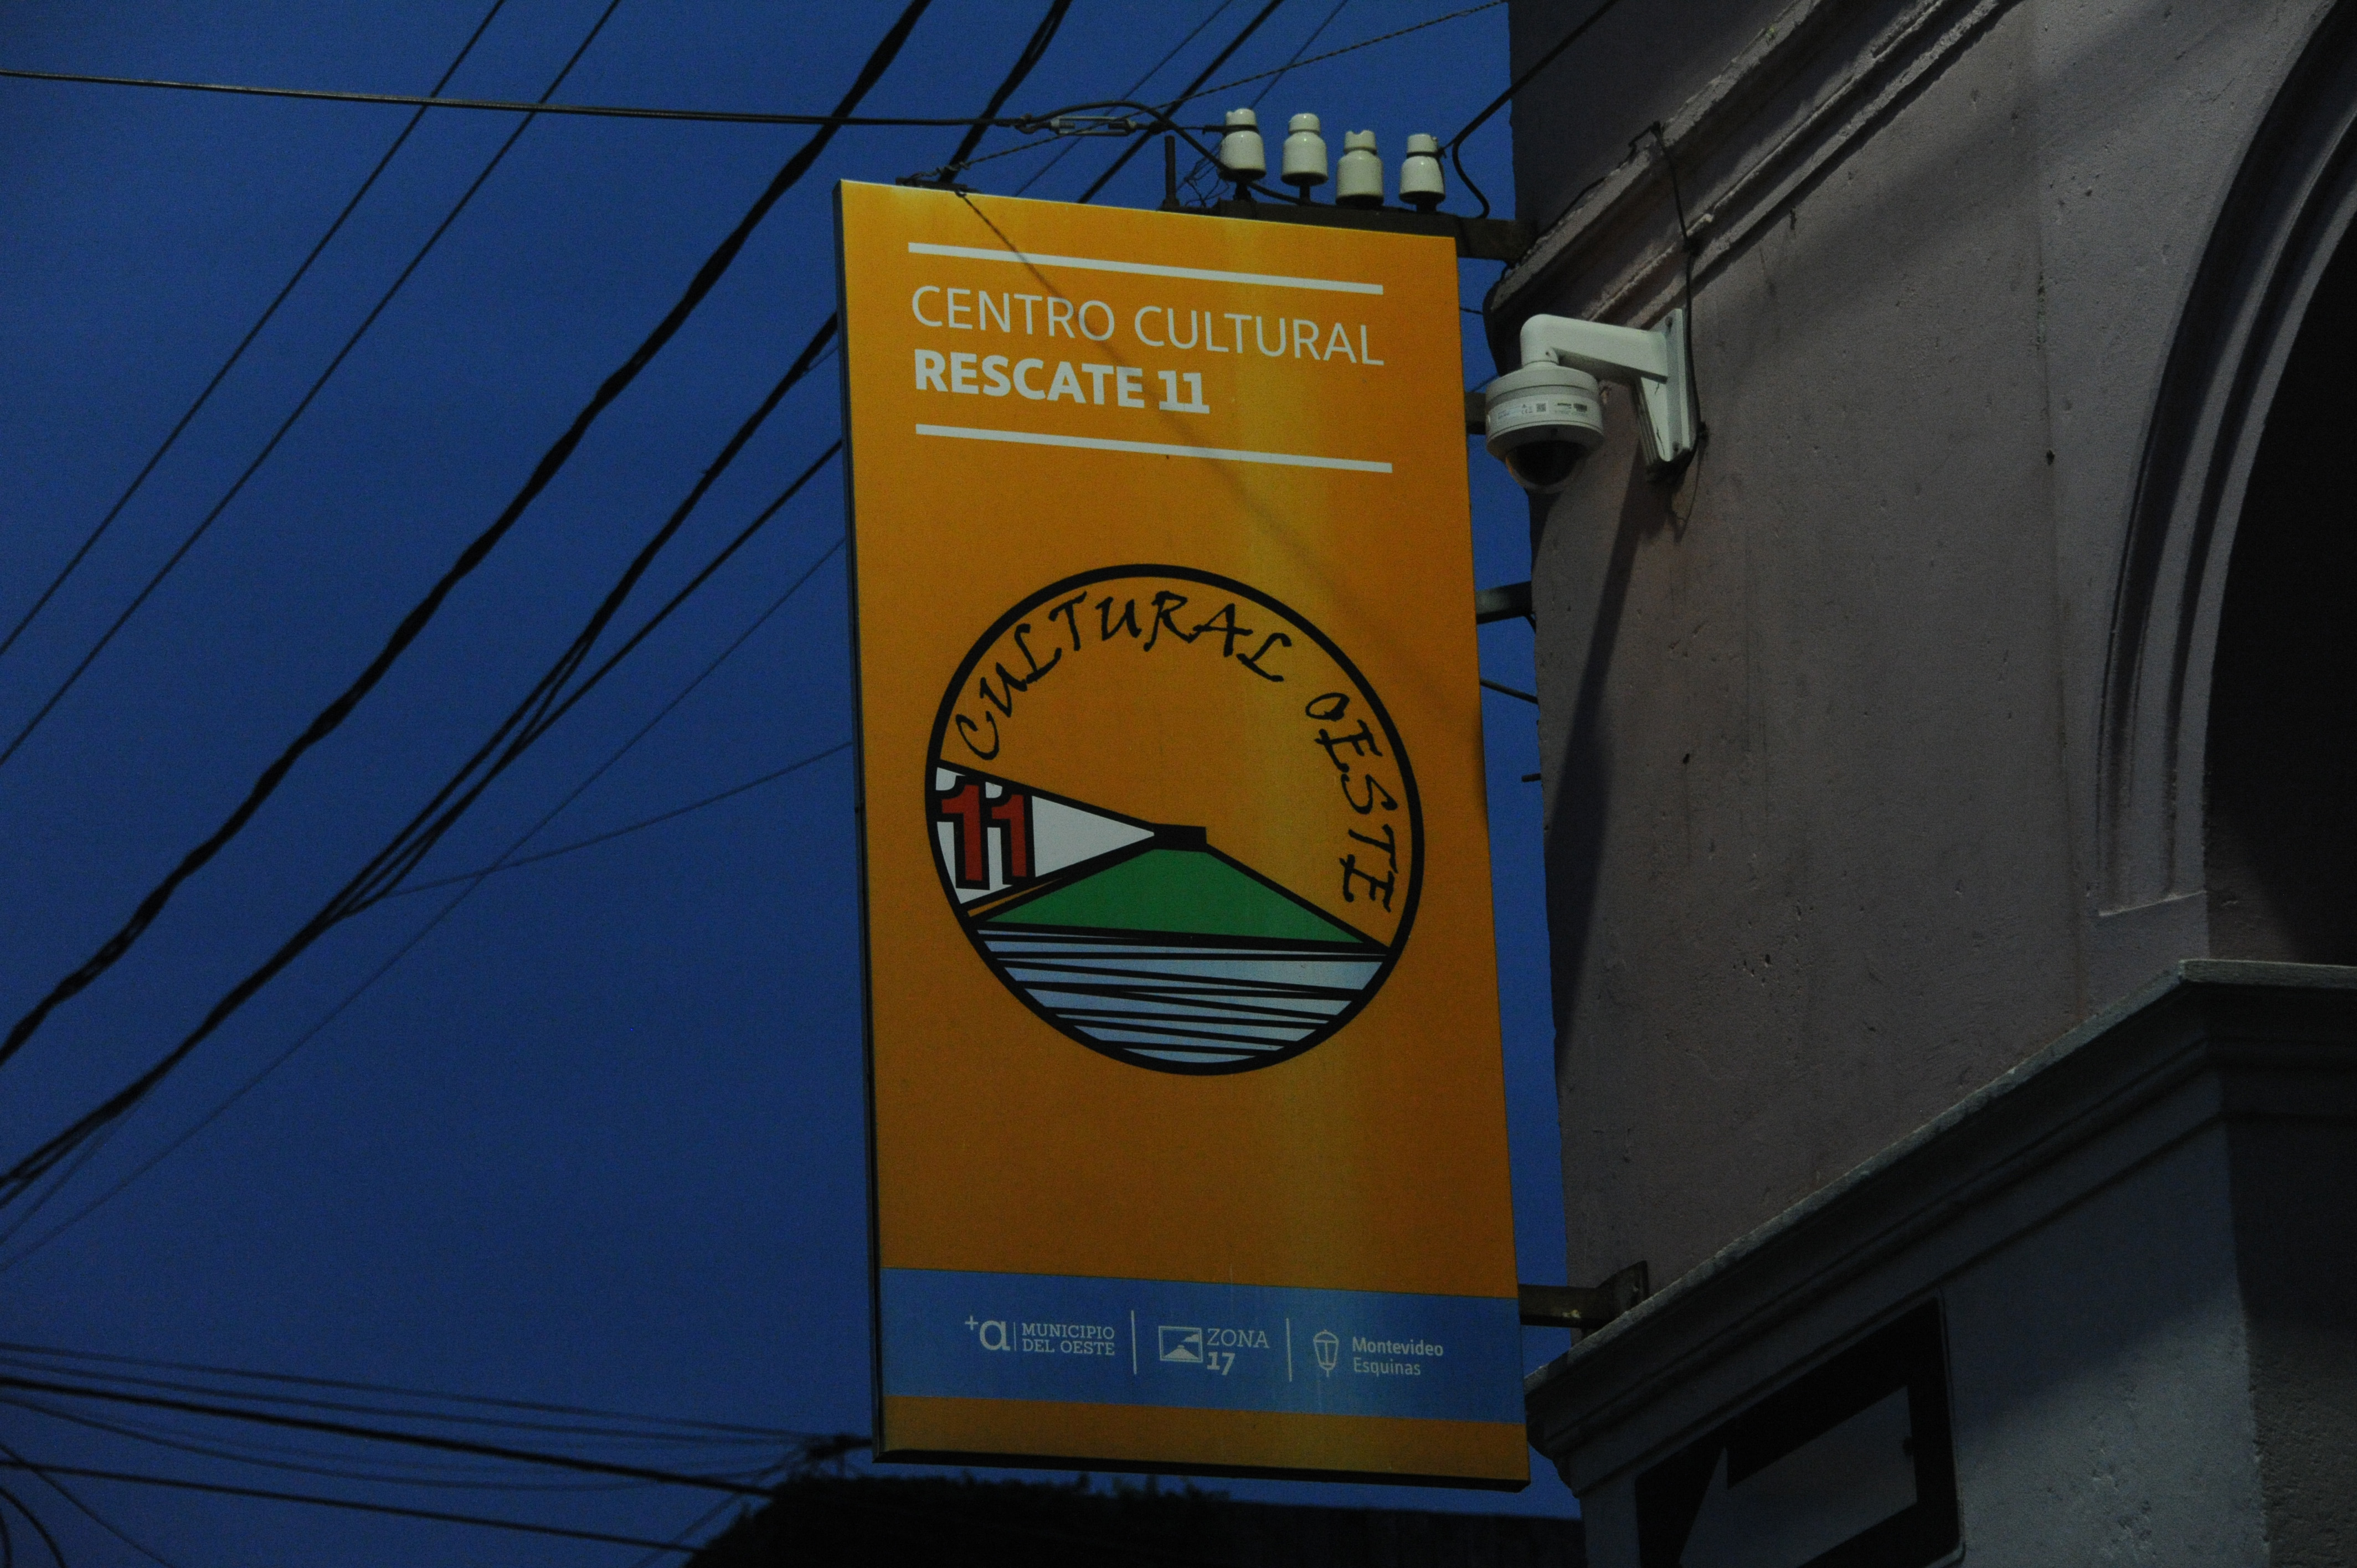 CENTRO CULTURAL
RESCATE 11
CULTURAL OESTE
11
+a MUNICIPIO
DEL OESTE
ZONA
17
Montevideo
Esquinas